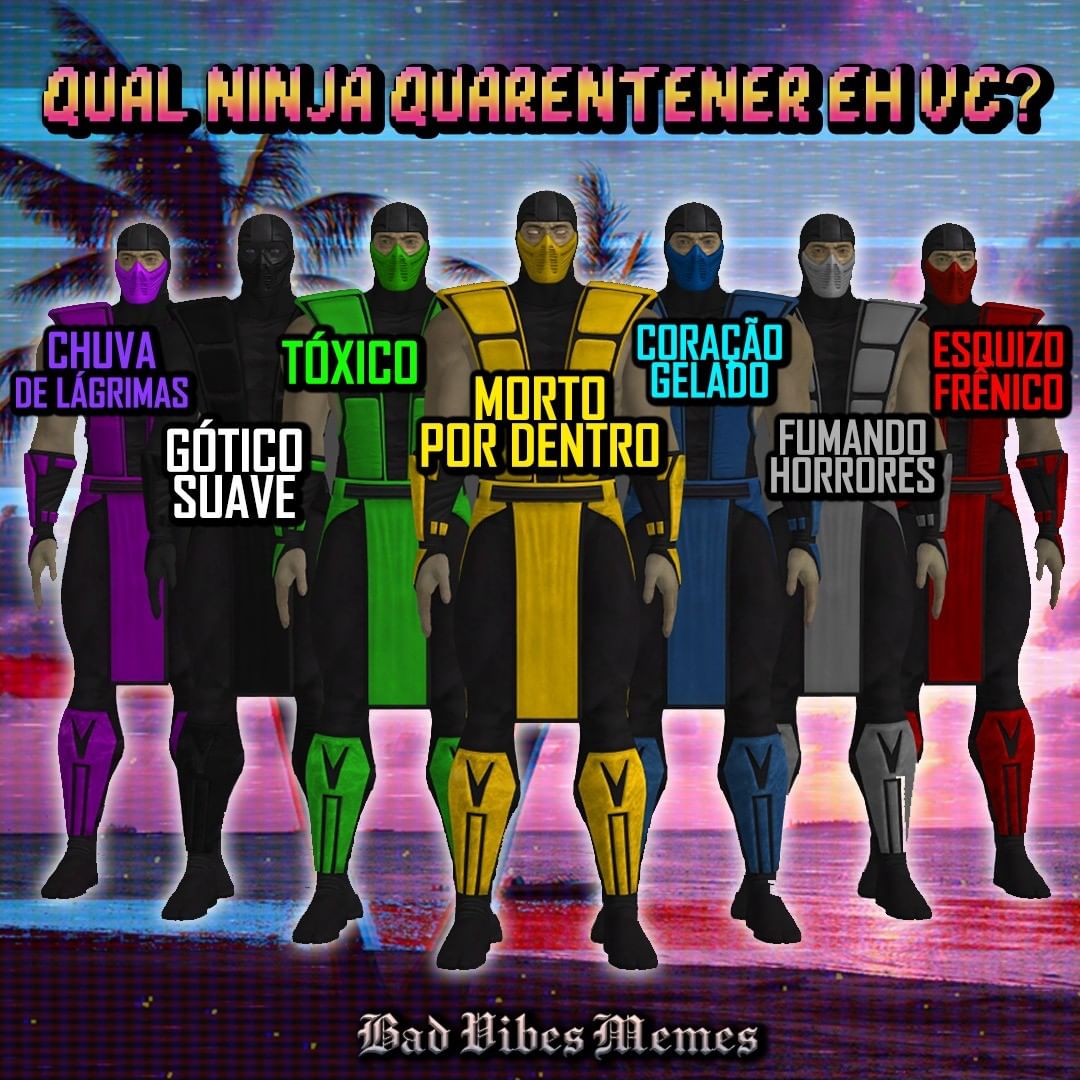 QUAL NINJA QUARENTENER EH VC?
CHUVA
DE LÁGRIMAS
GÓTICO
SUAVE
TÓXICO
MORTO
POR DENTRO
CORAÇÃO
GELADO
FUMANDO
HORRORES
ESQUIZO
FRÊNICO
Bad Vibes Memes